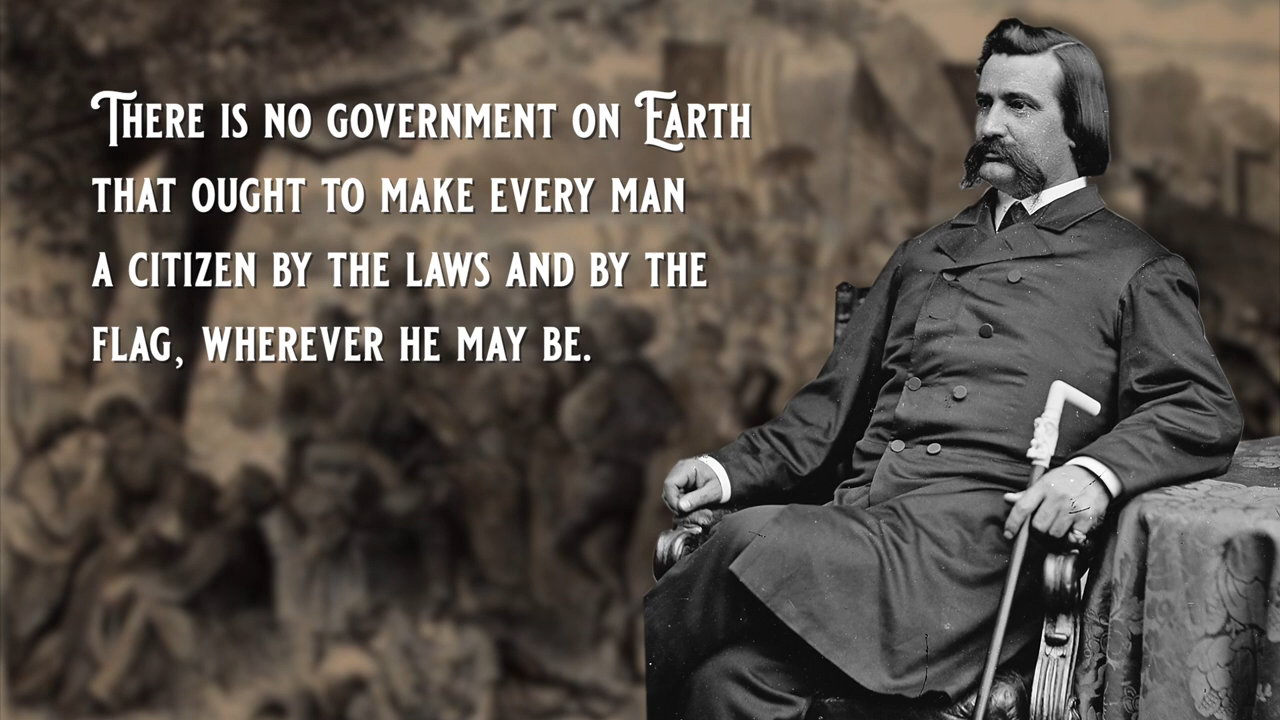 There is no government on Earth
that ought to make every man
a citizen by the laws and by the
flag, wherever he may be.